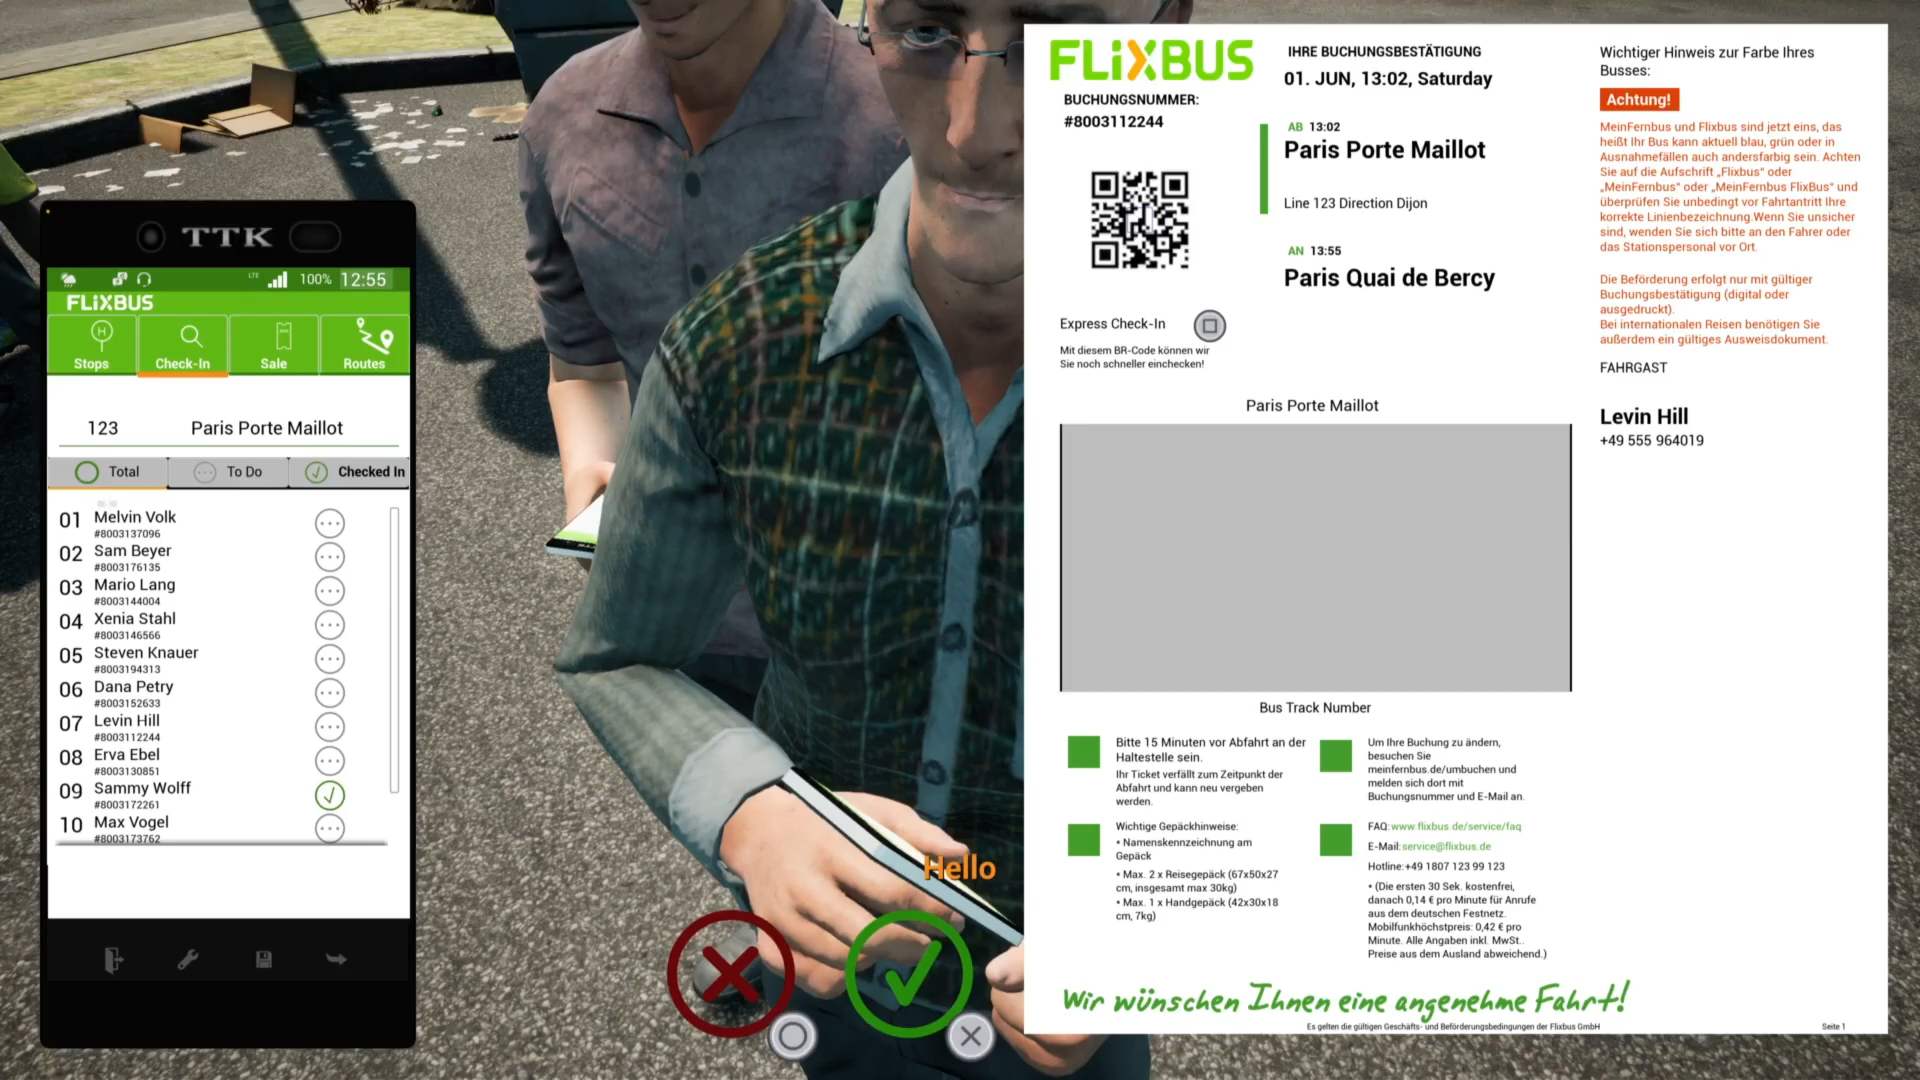 TTK
LTE 100% 12:55
FLiXBUS
Stops
Check-In
Sale
Routes
123 Paris Porte Maillot
Total
To Do
Checked In
01 Melvin Volk
#8003137096
02 Sam Beyer
#8003176135
03 Mario Lang
#8003144004
04 Xenia Stahl
#8003146566
05 Steven Knauer
#8003194313
06 Dana Petry
#8003152633
07 Levin Hill
#8003112244
08 Erva Ebel
#8003130851
09 Sammy Wolff
#8003172261
10 Max Vogel
#8003173762
Hello
FLiXBUS
BUCHUNGSNUMMER:
#8003112244
IHRE BUCHUNGSBESTÄTIGUNG
01. JUN, 13:02, Saturday
AB 13:02
Paris Porte Maillot
Line 123 Direction Dijon
AN 13:55
Paris Quai de Bercy
Express Check-In
Mit diesem BR-Code können wir
Sie noch schneller einchecken!
Paris Porte Maillot
Bus Track Number
Bitte 15 Minuten vor Abfahrt an der
Haltestelle sein.
Ihr Ticket verfällt zum Zeitpunkt der
Abfahrt und kann neu vergeben
werden.
Wichtige Gepäckhinweise:
• Namenskennzeichnung am
Gepäck
• Max. 2 x Reisegepäck (67x50x27
cm, insgesamt max 30kg)
• Max. 1 x Handgepäck (42x30x18
cm, 7kg)
Um Ihre Buchung zu ändern,
besuchen Sie
meinfernbus.de/umbuchen und
melden sich dort mit
Buchungsnummer und E-Mail an.
FAQ: www.flixbus.de/service/faq
E-Mail: service@flixbus.de
Hotline: +49 1807 123 99 123
• (Die ersten 30 Sek. kostenfrei,
danach 0,14 € pro Minute für Anrufe
aus dem deutschen Festnetz.
Mobilfunkhöchstpreis: 0,42 € pro
Minute. Alle Angaben inkl. MwSt..
Preise aus dem Ausland abweichend.)
Wichtiger Hinweis zur Farbe Ihres
Busses:
Achtung!
MeinFernbus und Flixbus sind jetzt eins, das
heißt Ihr Bus kann aktuell blau, grün oder in
Ausnahmefällen auch andersfarbig sein. Achten
Sie auf die Aufschrift „Flixbus“ oder
„MeinFernbus“ oder „MeinFernbus FlixBus“ und
überprüfen Sie unbedingt vor Fahrtantritt Ihre
korrekte Linienbezeichnung.Wenn Sie unsicher
sind, wenden Sie sich bitte an den Fahrer oder
das Stationspersonal vor Ort.
Die Beförderung erfolgt nur mit gültiger
Buchungsbestätigung (digital oder
ausgedruckt).
Bei internationalen Reisen benötigen Sie
außerdem ein gültiges Ausweisdokument.
FAHRGAST
Levin Hill
+49 555 964019
Wir wünschen Ihnen eine angenehme Fahrt!
Es gelten die gültigen Geschäfts- und Beförderungsbedingungen der Flixbus GmbH
Seite 1